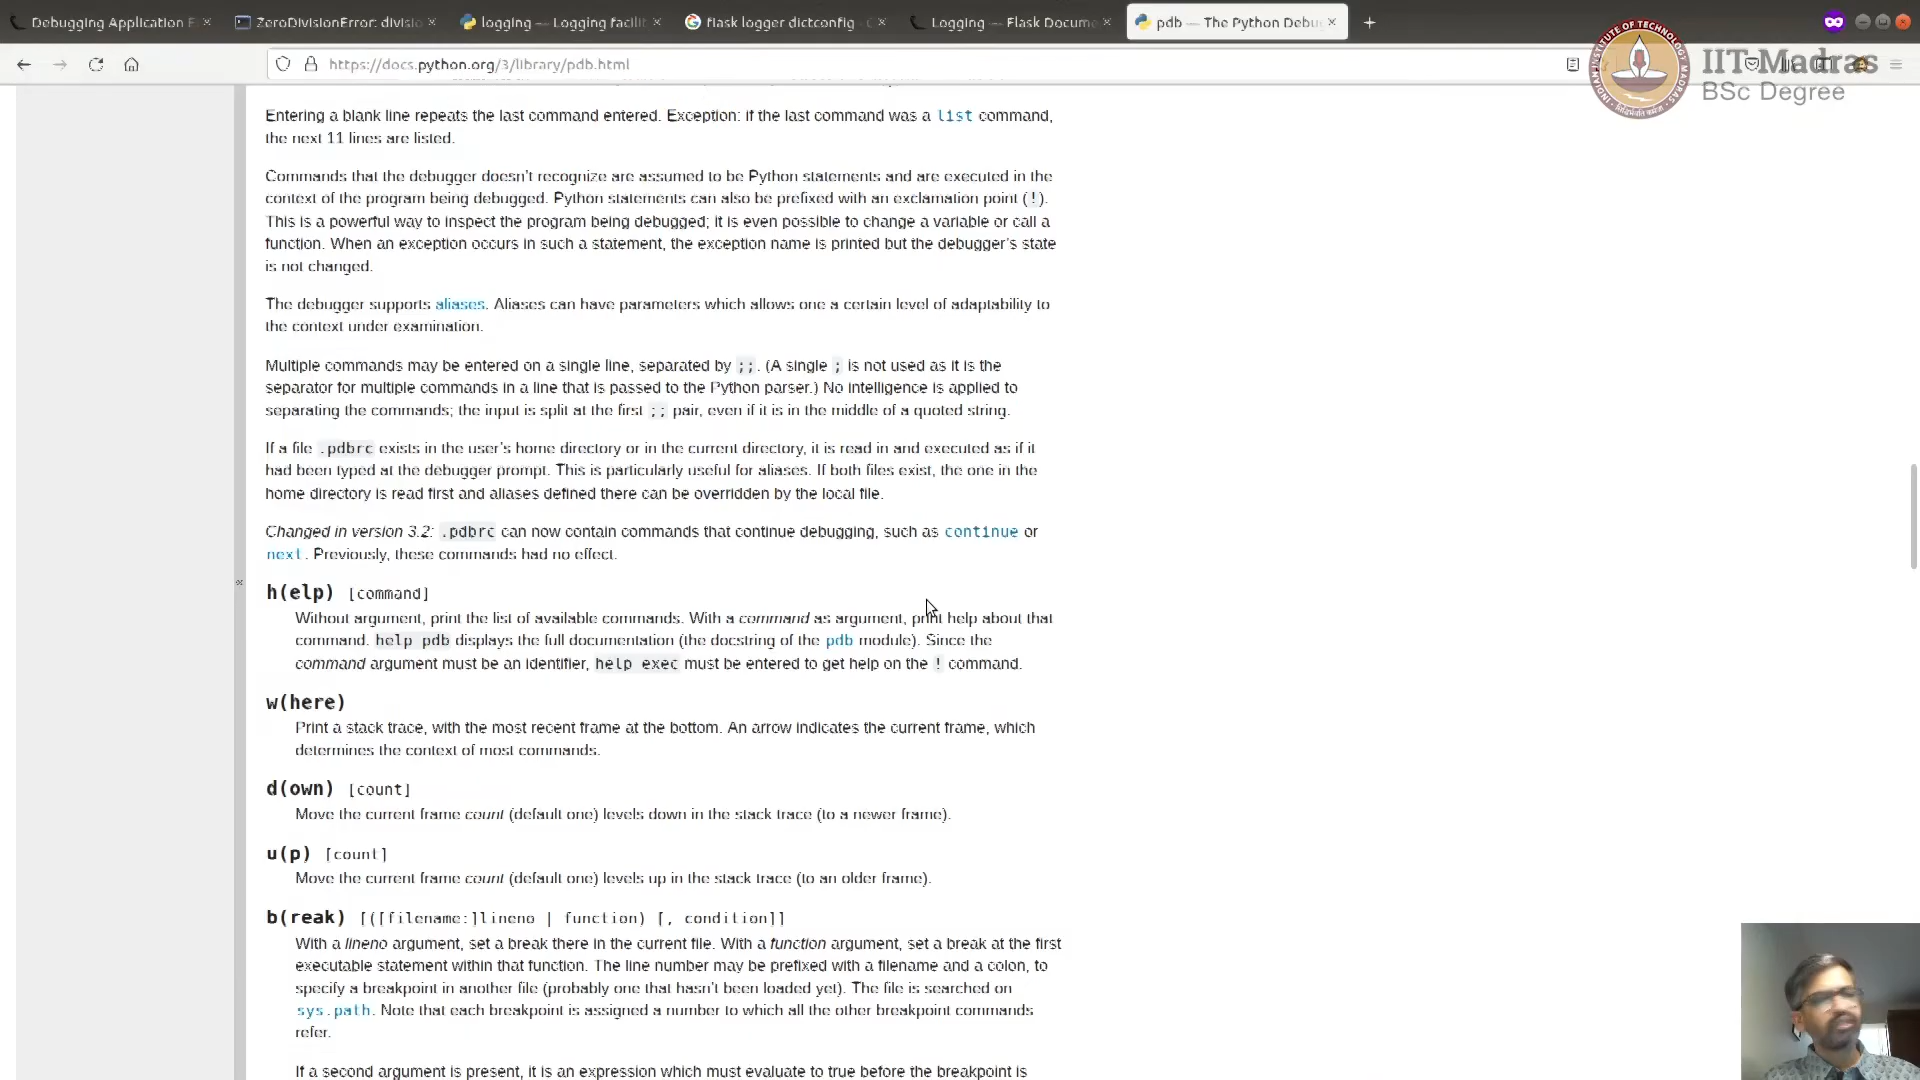 Debugging Application E
ZeroDivisionError: divisio
logging — Logging facilit
flask logger dictconfig -
Logging — Flask Docume
pdb — The Python Debu
https://docs.python.org/3/library/pdb.html
IIT-Madras
BSc Degree
Entering a blank line repeats the last command entered. Exception: if the last command was a list command,
the next 11 lines are listed.
Commands that the debugger doesn't recognize are assumed to be Python statements and are executed in the
context of the program being debugged. Python statements can also be prefixed with an exclamation point (!).
This is a powerful way to inspect the program being debugged; it is even possible to change a variable or call a
function. When an exception occurs in such a statement, the exception name is printed but the debugger's state
is not changed.
The debugger supports aliases. Aliases can have parameters which allows one a certain level of adaptability to
the context under examination.
Multiple commands may be entered on a single line, separated by ;;. (A single ; is not used as it is the
separator for multiple commands in a line that is passed to the Python parser.) No intelligence is applied to
separating the commands; the input is split at the first ;; pair, even if it is in the middle of a quoted string.
If a file .pdbrc exists in the user's home directory or in the current directory, it is read in and executed as if it
had been typed at the debugger prompt. This is particularly useful for aliases. If both files exist, the one in the
home directory is read first and aliases defined there can be overridden by the local file.
Changed in version 3.2: .pdbrc can now contain commands that continue debugging, such as continue or
next. Previously, these commands had no effect.
h(elp) [command]
Without argument, print the list of available commands. With a command as argument, print help about that
command. help pdb displays the full documentation (the docstring of the pdb module). Since the
command argument must be an identifier, help exec must be entered to get help on the ! command.
w(here)
Print a stack trace, with the most recent frame at the bottom. An arrow indicates the current frame, which
determines the context of most commands.
d(own) [count]
Move the current frame count (default one) levels down in the stack trace (to a newer frame).
u(p) [count]
Move the current frame count (default one) levels up in the stack trace (to an older frame).
b(reak) [([filename:]lineno | function) [, condition]]
With a lineno argument, set a break there in the current file. With a function argument, set a break at the first
executable statement within that function. The line number may be prefixed with a filename and a colon, to
specify a breakpoint in another file (probably one that hasn't been loaded yet). The file is searched on
sys.path. Note that each breakpoint is assigned a number to which all the other breakpoint commands
refer.
If a second argument is present, it is an expression which must evaluate to true before the breakpoint is